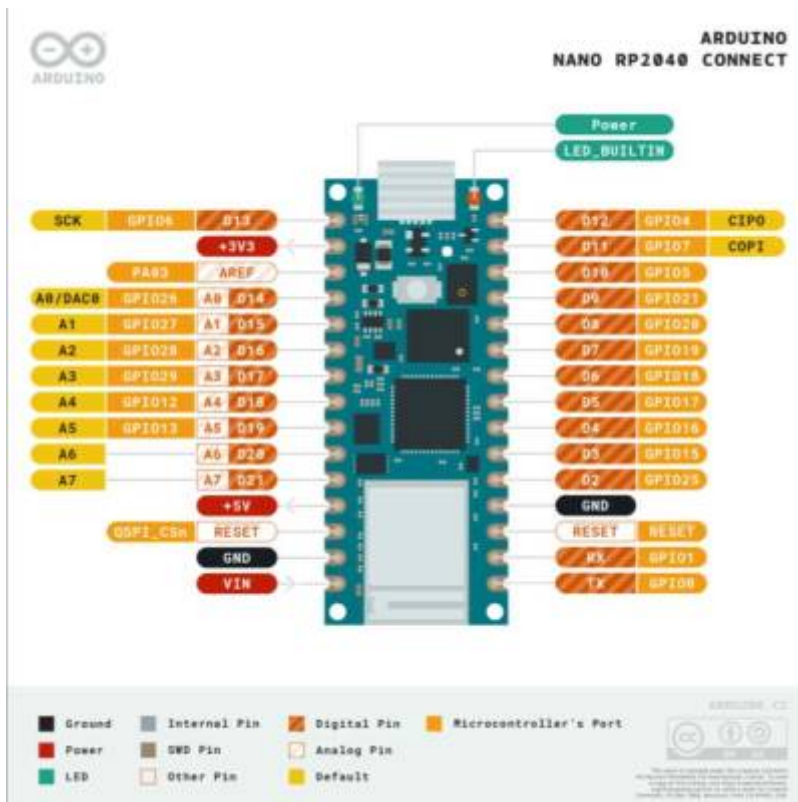 ARDUINO
ARDUINO
NANO RP2040 CONNECT
Power
LED_BUILTIN
SCK GPIO6 D13
D12 GPIO4 CIPO
+3V3
D11 GPIO7 COPI
PA03 AREF
D10 GPIO5
A0/DAC0 GPIO26 A0 D14
D9 GPIO21
A1 GPIO27 A1 D15
D8 GPIO20
A2 GPIO28 A2 D16
D7 GPIO19
A3 GPIO29 A3 D17
D6 GPIO18
A4 GPIO12 A4 D18
D5 GPIO17
A5 GPIO13 A5 D19
D4 GPIO16
A6 A6 D20
D3 GPIO15
A7 A7 D21
D2 GPIO25
+5V
GND
QSPI_CSn RESET
RESET RESET
GND
RX GPIO1
VIN
TX GPIO0
ARDUINO.CC
Ground Internal Pin Digital Pin Microcontroller's Port
Power SWD Pin Analog Pin
LED Other Pin Default